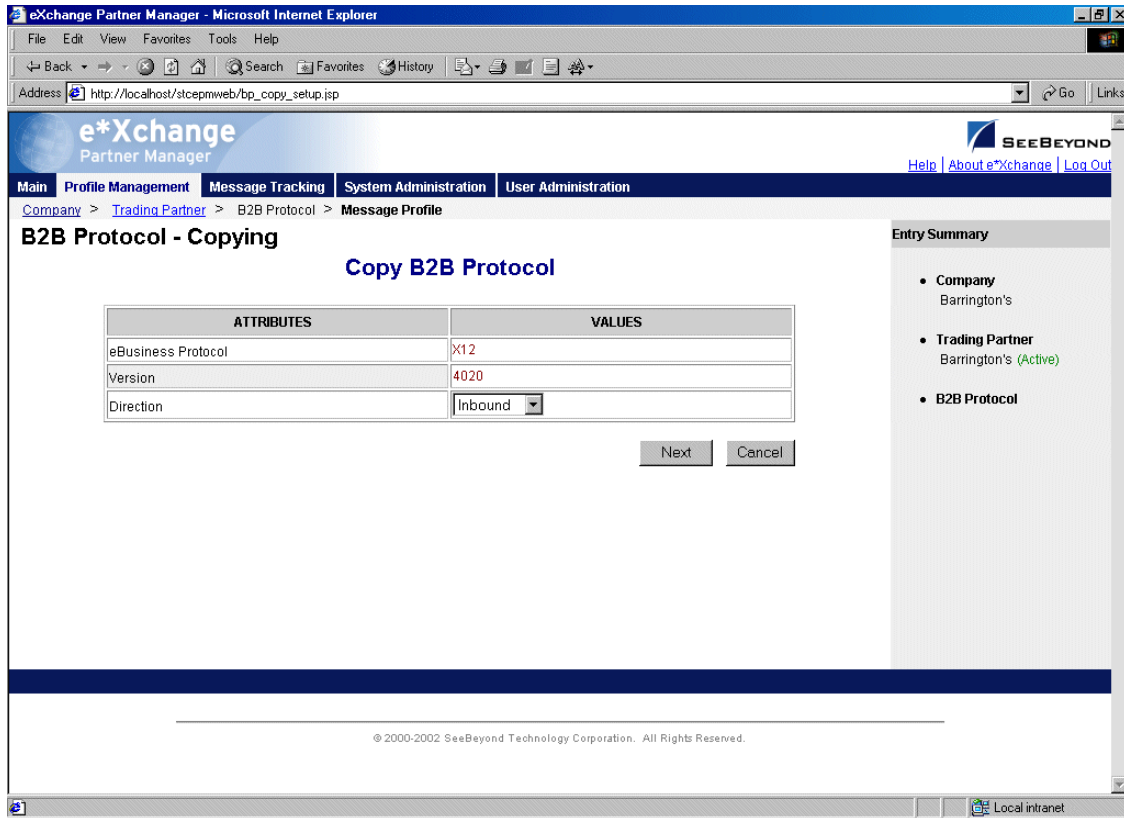 eXchange Partner Manager - Microsoft Internet Explorer
File Edit View Favorites Tools Help
Back Search Favorites History
Address http://localhost/stcepmweb/bp_copy_setup.jsp Go Links
e*Xchange
Partner Manager
SEEBEYOND
Help | About e*Xchange | Log Out
Main Profile Management Message Tracking System Administration User Administration
Company > Trading Partner > B2B Protocol > Message Profile
B2B Protocol - Copying
Copy B2B Protocol
ATTRIBUTES VALUES
eBusiness Protocol X12
Version 4020
Direction Inbound
Next Cancel
Entry Summary
• Company
Barrington's
• Trading Partner
Barrington's (Active)
• B2B Protocol
© 2000-2002 SeeBeyond Technology Corporation. All Rights Reserved.
Local intranet